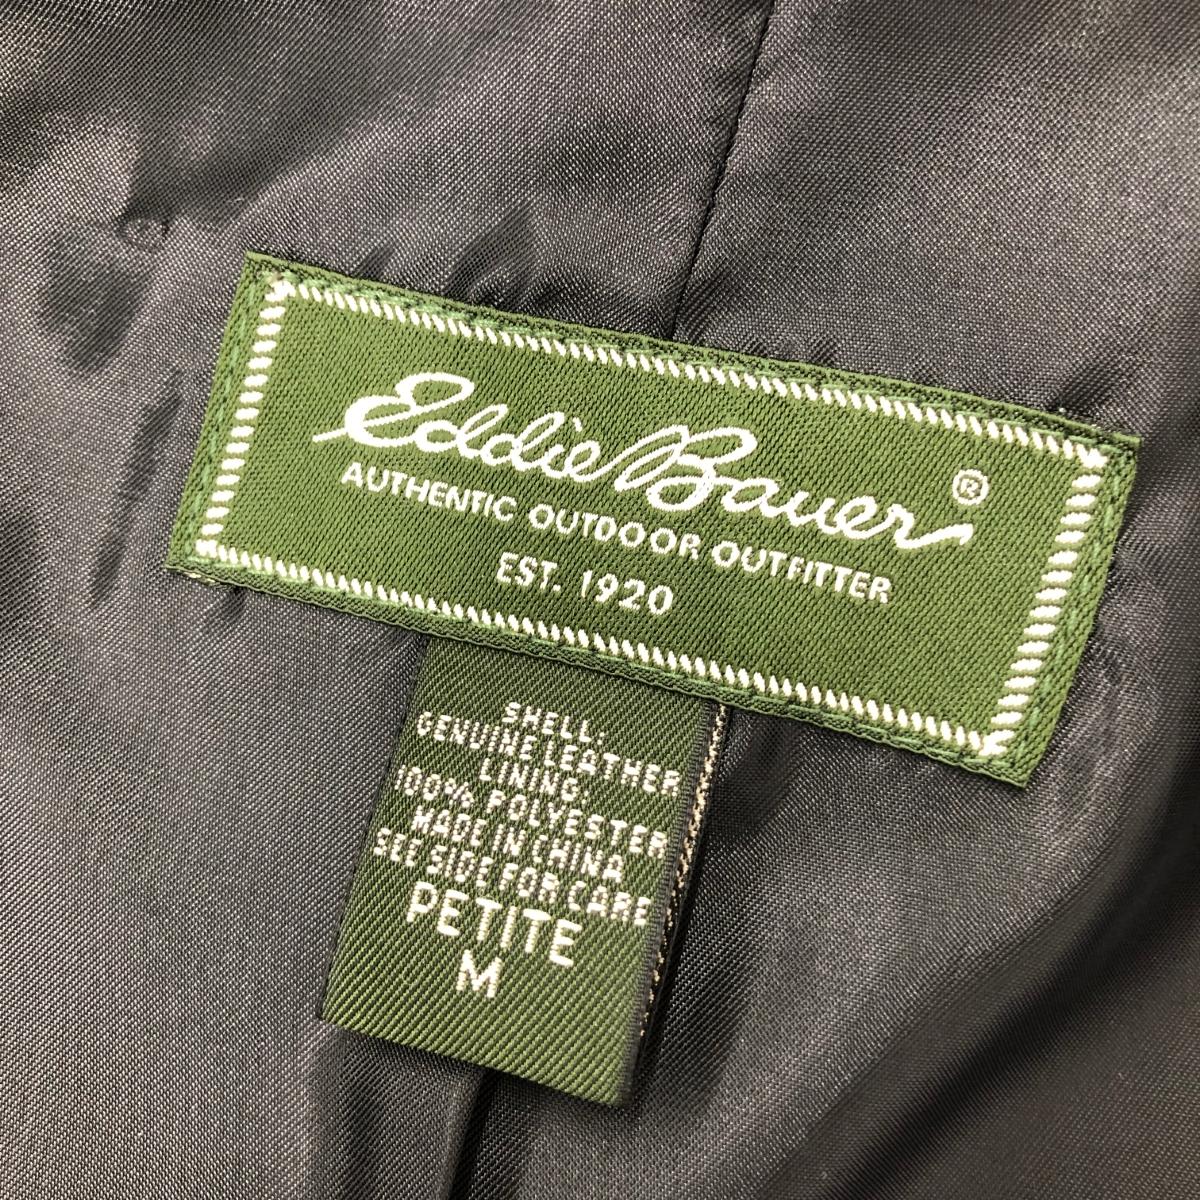 Eddie Bauer ®
AUTHENTIC OUTDOOR OUTFITTER
EST. 1920
SHELL,
GENUINE LEATHER
LINING,
100% POLYESTER
MADE IN CHINA
SEE SIDE FOR CARE
PETITE
M